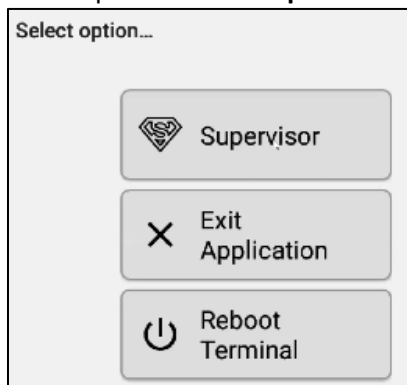 Select option...
Supervisor
Exit
Application
Reboot
Terminal